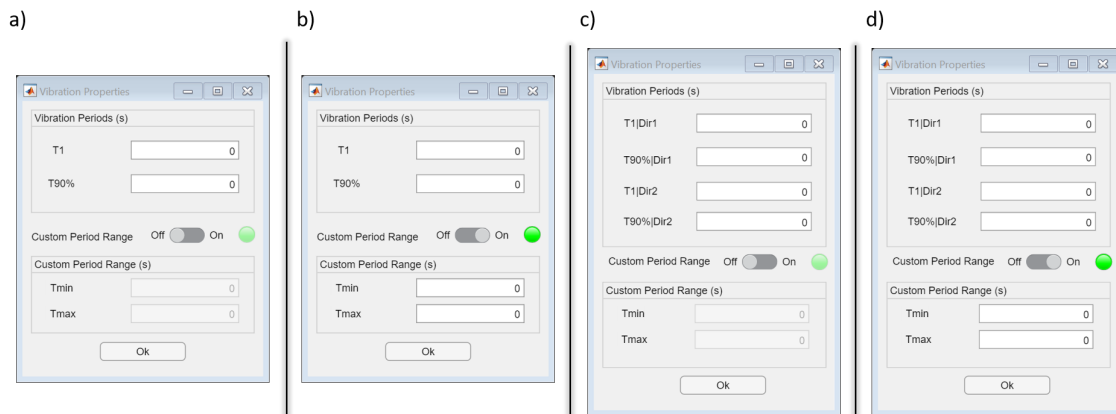 a)
Vibration Properties
Vibration Periods (s)
T1 0
T90% 0
Custom Period Range Off On
Custom Period Range (s)
Tmin 0
Tmax 0
Ok
b)
Vibration Properties
Vibration Periods (s)
T1 0
T90% 0
Custom Period Range Off On
Custom Period Range (s)
Tmin 0
Tmax 0
Ok
c)
Vibration Properties
Vibration Periods (s)
T1|Dir1 0
T90%|Dir1 0
T1|Dir2 0
T90%|Dir2 0
Custom Period Range Off On
Custom Period Range (s)
Tmin 0
Tmax 0
Ok
d)
Vibration Properties
Vibration Periods (s)
T1|Dir1 0
T90%|Dir1 0
T1|Dir2 0
T90%|Dir2 0
Custom Period Range Off On
Custom Period Range (s)
Tmin 0
Tmax 0
Ok